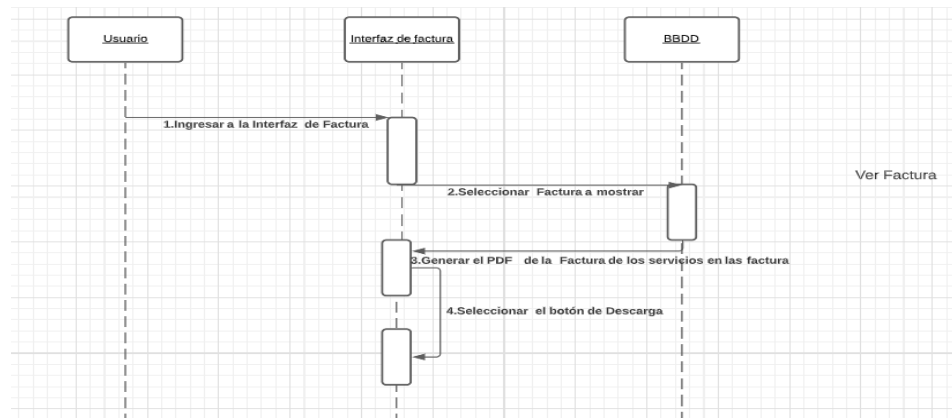 Usuario
Interfaz de factura
BBDD
1.Ingresar a la Interfaz de Factura
2.Seleccionar Factura a mostrar
Ver Factura
3.Generar el PDF de la Factura de los servicios en las factura
4.Seleccionar el botón de Descarga